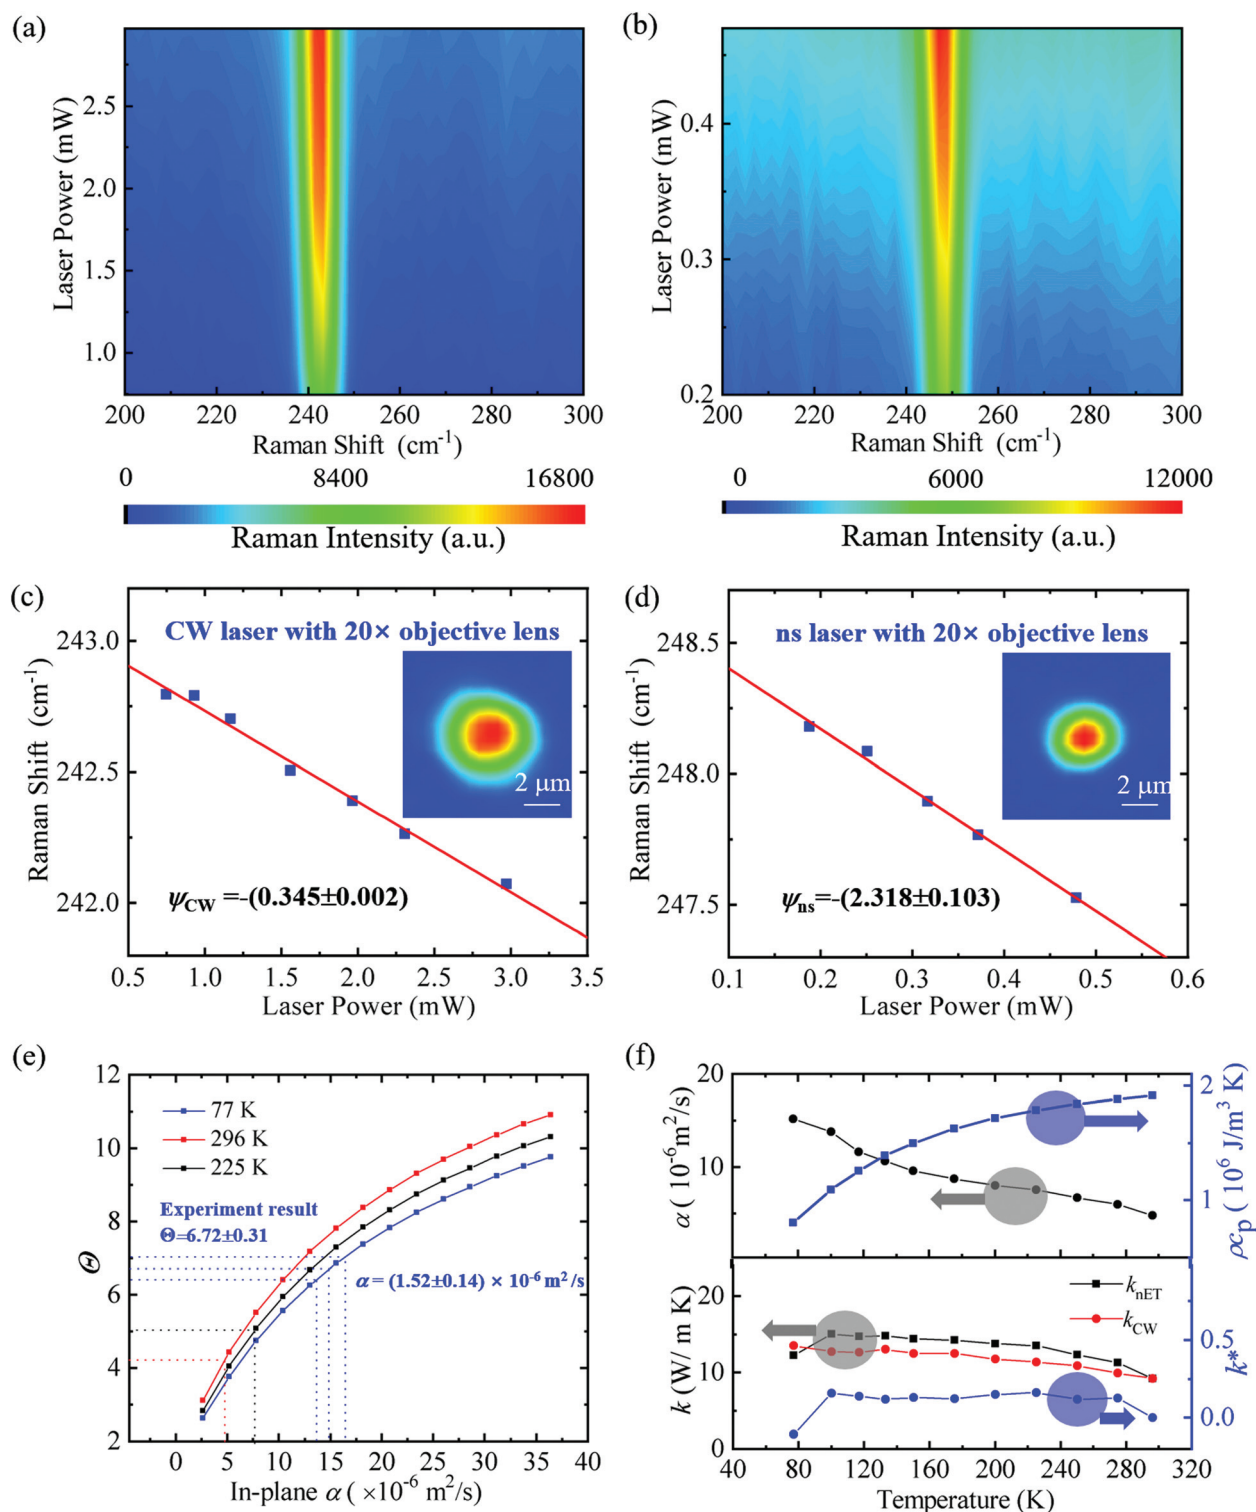 (a)
2.5
2.0
1.5
1.0
Laser Power (mW)
200 220 240 260 280 300
Raman Shift (cm⁻¹)
0 8400 16800
Raman Intensity (a.u.)
(b)
0.4
0.3
0.2
Laser Power (mW)
200 220 240 260 280 300
Raman Shift (cm⁻¹)
0 6000 12000
Raman Intensity (a.u.)
(c)
243.0
242.5
242.0
Raman Shift (cm⁻¹)
CW laser with 20× objective lens
2 μm
ψCW =-(0.345±0.002)
0.5 1.0 1.5 2.0 2.5 3.0 3.5
Laser Power (mW)
(d)
248.5
248.0
247.5
Raman Shift (cm⁻¹)
ns laser with 20× objective lens
2 μm
ψns=-(2.318±0.103)
0.1 0.2 0.3 0.4 0.5 0.6
Laser Power (mW)
(e)
12
10
8
6
4
2
Θ
77 K
296 K
225 K
Experiment result
Θ=6.72±0.31
α = (1.52±0.14) × 10⁻⁶ m²/s
0 5 10 15 20 25 30 35 40
In-plane α ( ×10⁻⁶ m²/s)
(f)
20
10
0
α ( 10⁻⁶m²/s)
2
1
ρcp ( 10⁶ J/m³ K)
20
10
0
k (W/ m K)
knET
kCW
0.5
0.0
k*
40 80 120 160 200 240 280 320
Temperature (K)